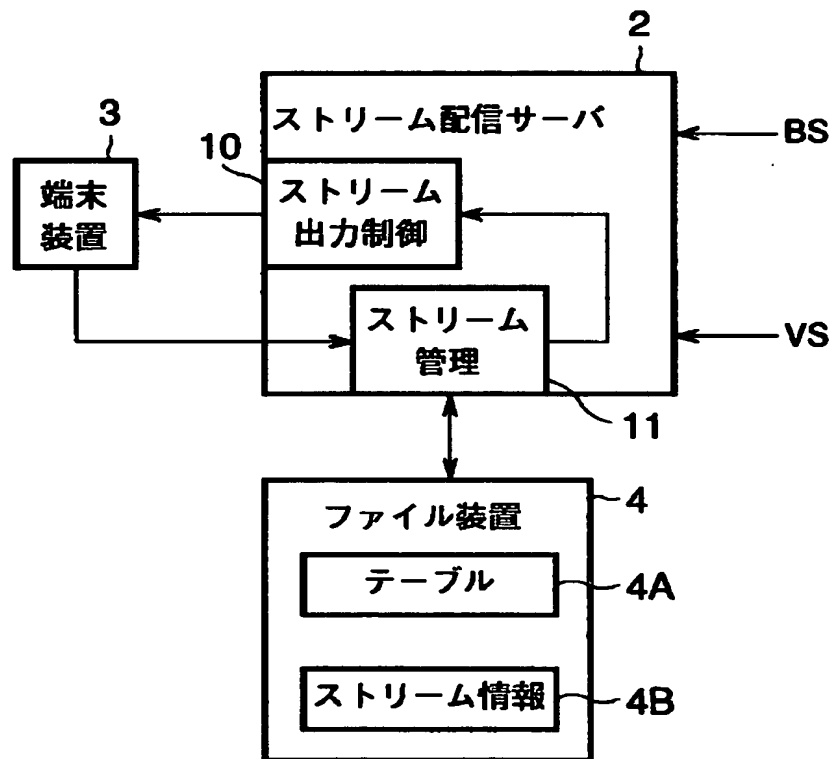 2
3
ストリーム配信サーバ
BS
10
端末
装置
ストリーム
出力制御
ストリーム
管理
VS
11
ファイル装置
4
テーブル
4A
ストリーム情報
4B